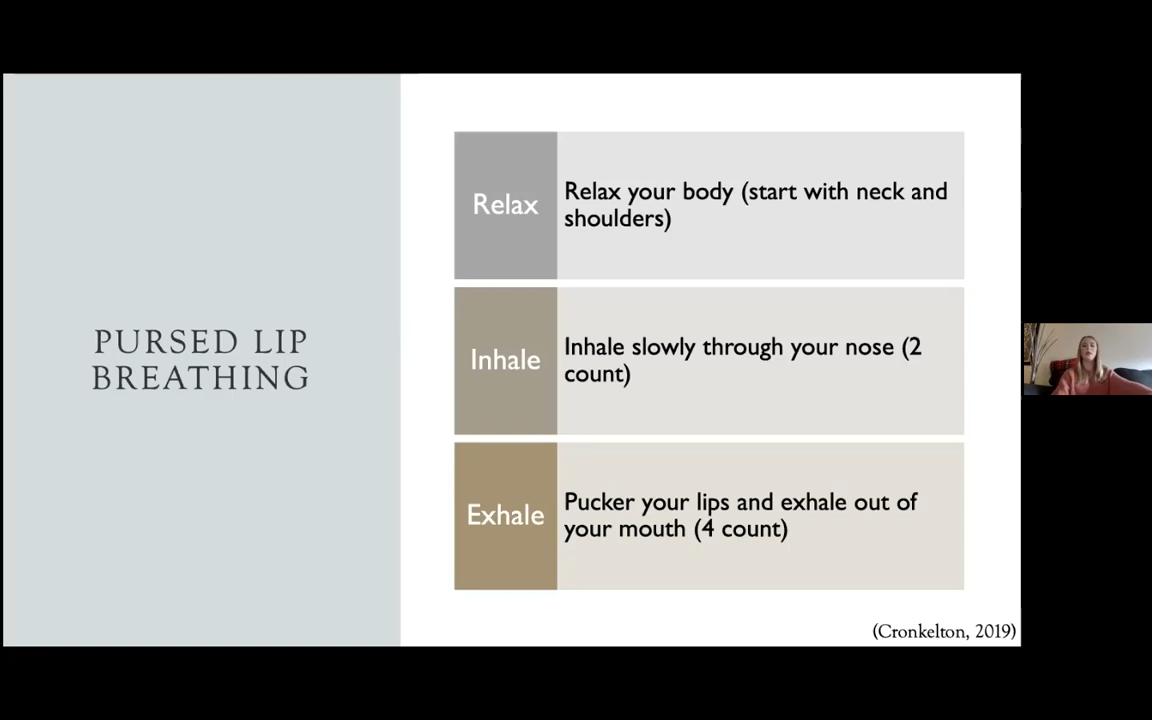 PURSED LIP
BREATHING
Relax
Relax your body (start with neck and
shoulders)
Inhale
Inhale slowly through your nose (2
count)
Exhale
Pucker your lips and exhale out of
your mouth (4 count)
(Cronkelton, 2019)